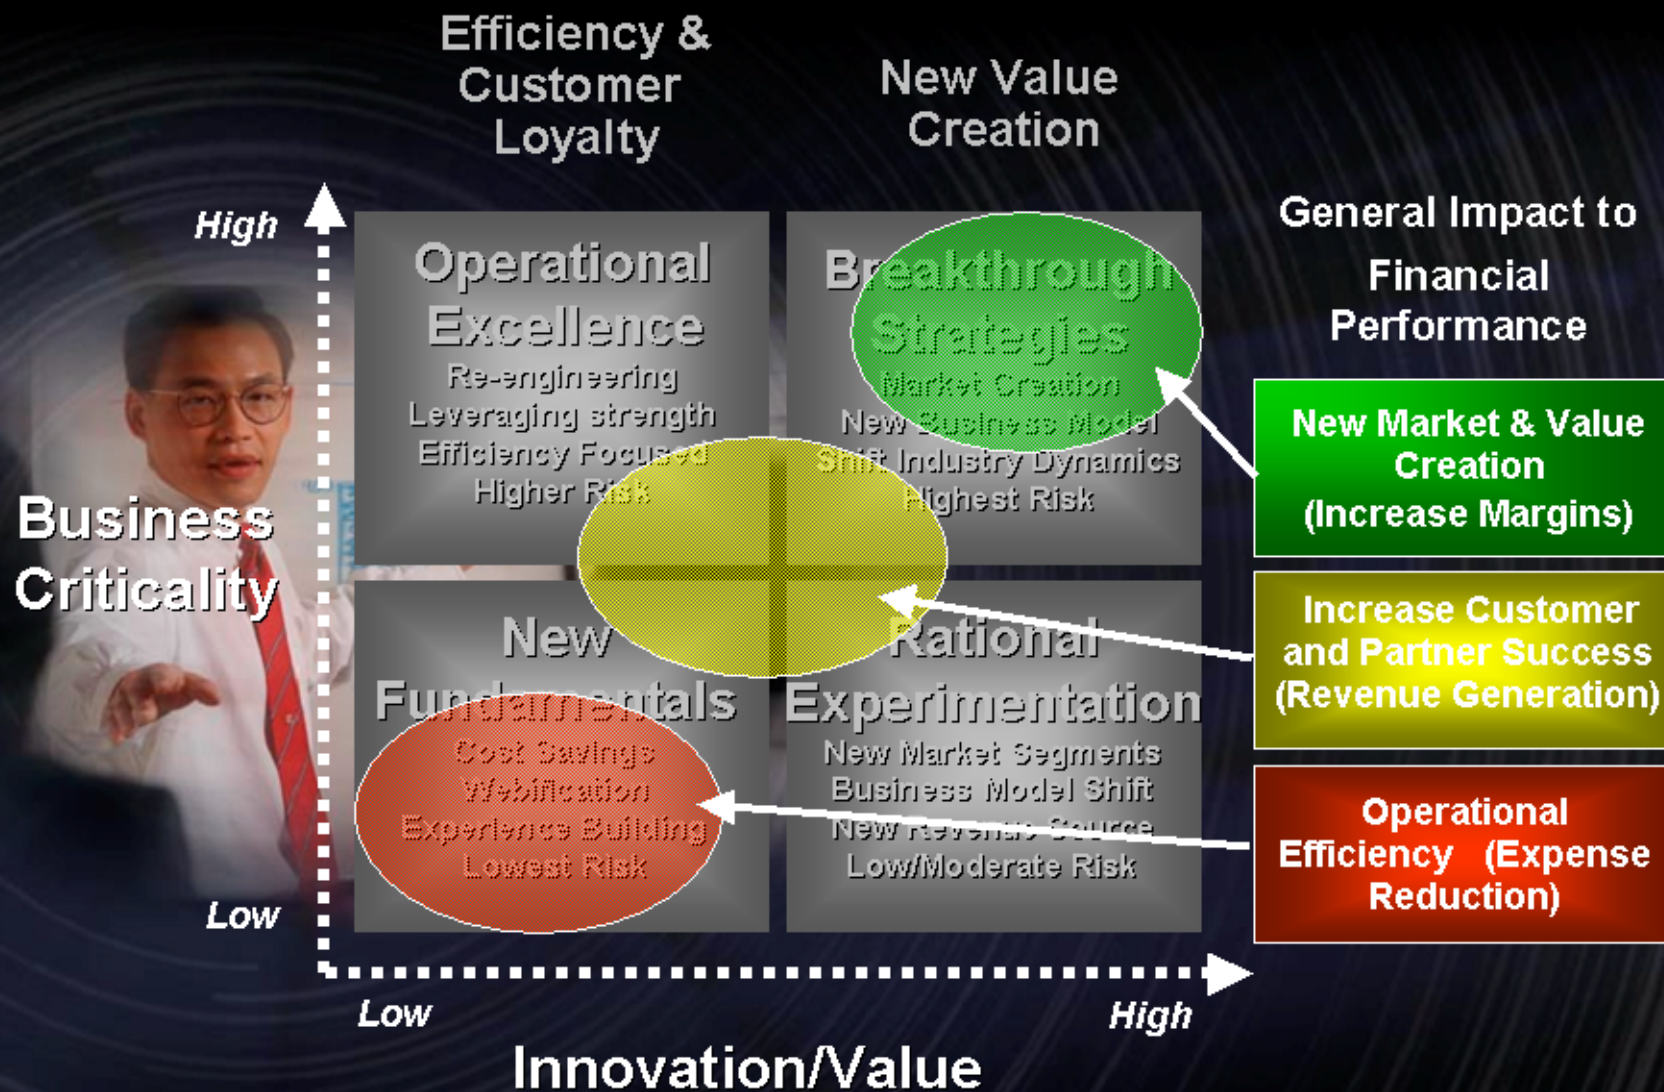 Efficiency &
Customer
Loyalty
New Value
Creation
High
Business
Criticality
Low
Operational
Excellence
Re-engineering
Leveraging strength
Efficiency Focused
Higher Risk
Breakthrough
Strategies
Market Creation
New Business Model
Shift Industry Dynamics
Highest Risk
New
Fundamentals
Cost Savings
Webification
Experience Building
Lowest Risk
Rational
Experimentation
New Market Segments
Business Model Shift
New Revenue Source
Low/Moderate Risk
General Impact to
Financial
Performance
New Market & Value
Creation
(Increase Margins)
Increase Customer
and Partner Success
(Revenue Generation)
Operational
Efficiency (Expense
Reduction)
Low
High
Innovation/Value